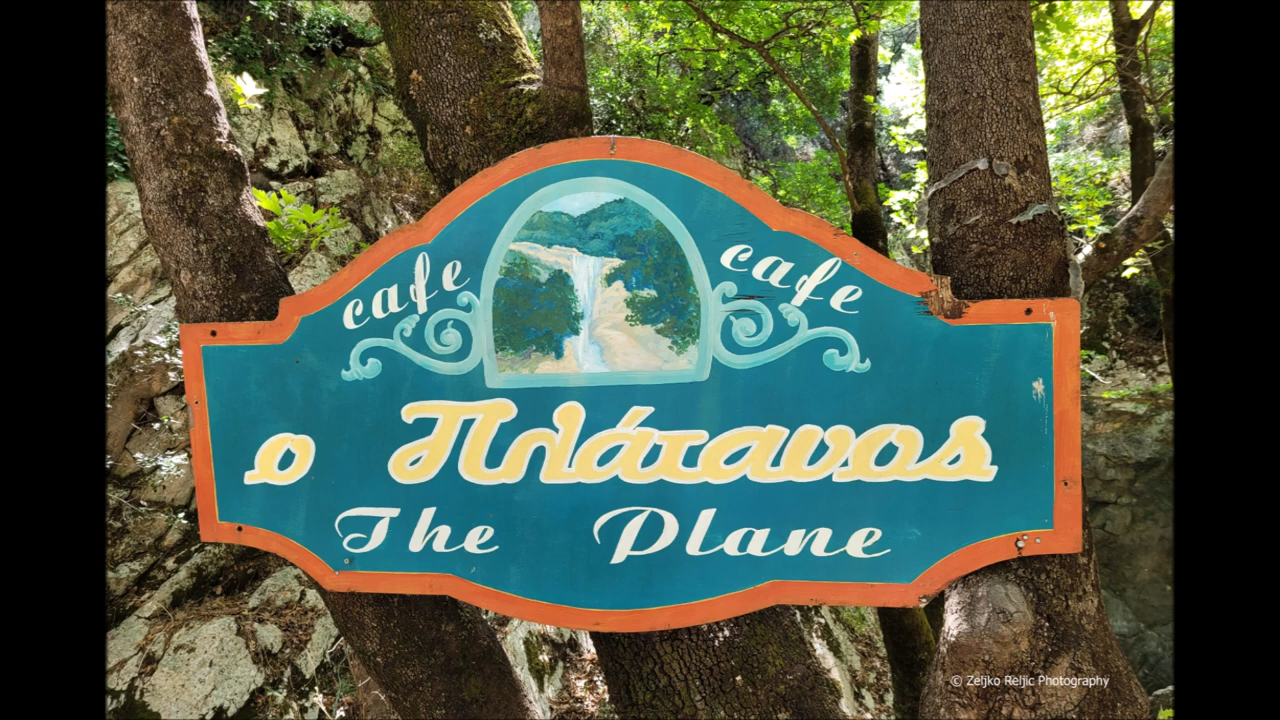 cafe cafe
ο Πλάτανος
The Plane
© Zeljko Reljic Photography